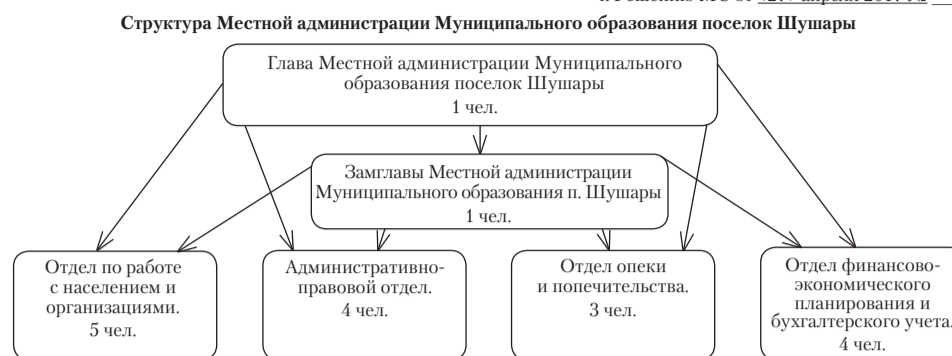 Структура Местной администрации Муниципального образования поселок Шушары
Глава Местной администрации Муниципального
образования поселок Шушары
1 чел.
Замглавы Местной администрации
Муниципального образования п. Шушары
1 чел.
Отдел по работе
с населением и
организациями.
5 чел.
Административно-
правовой отдел.
4 чел.
Отдел опеки
и попечительства.
3 чел.
Отдел финансово-
экономического
планирования и
бухгалтерского учета.
4 чел.